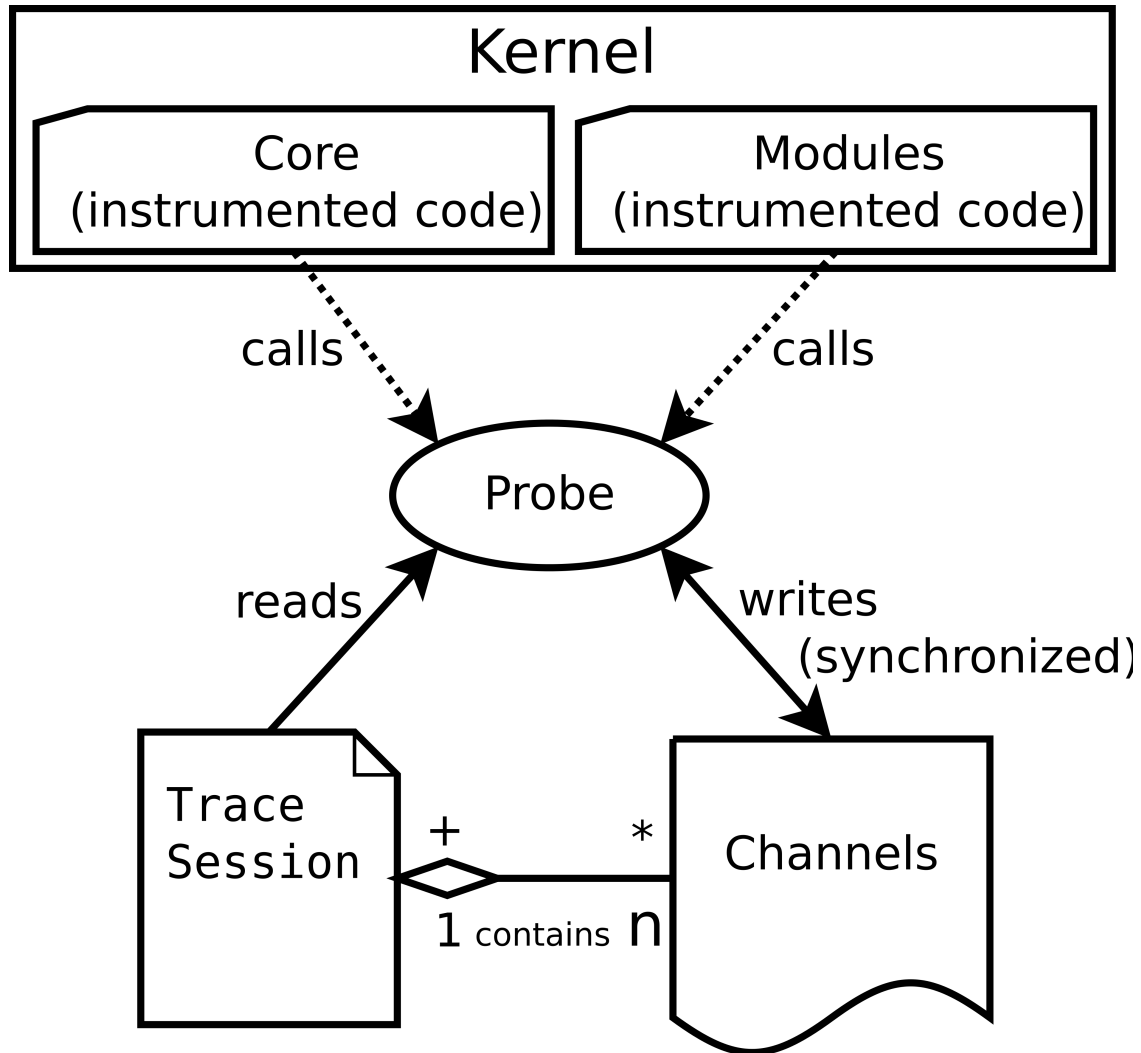 Kernel
Core
(instrumented code)
Modules
(instrumented code)
calls
calls
Probe
reads
writes
(synchronized)
Trace
Session
+
*
Channels
1 contains n